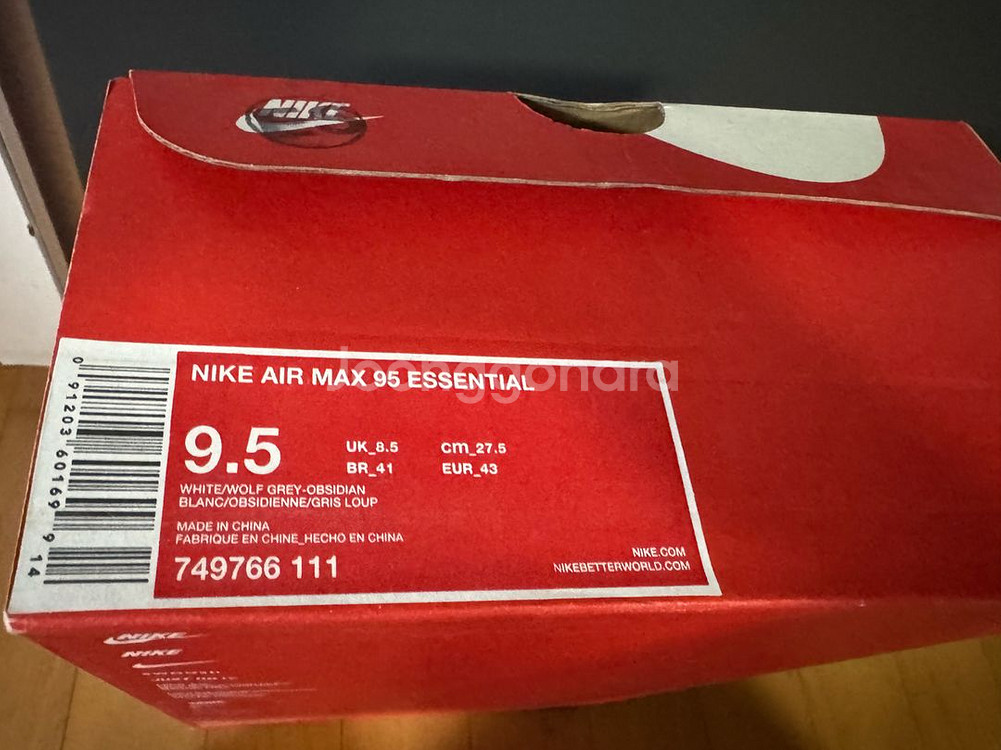 NIKE
Joonggonara
NIKE AIR MAX 95 ESSENTIAL
9.5
UK_8.5 cm_27.5
BR_41 EUR_43
WHITE/WOLF GREY-OBSIDIAN
BLANC/OBSIDIENNE/GRIS LOUP
MADE IN CHINA
FABRIQUE EN CHINE_HECHO EN CHINA
749766 111
NIKE.COM
NIKEBETTERWORLD.COM
0 91203 60169 9 14
NIKE
NIKE